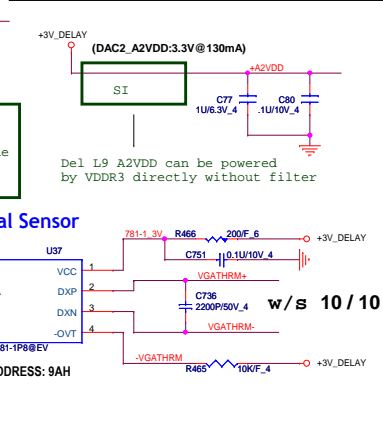 +3V_DELAY
(DAC2_A2VDD:3.3V@130mA)
+A2VDD
SI
C77
1U/6.3V_4
C80
.1U/10V_4
e
Del L9 A2VDD can be powered
by VDDR3 directly without filter
al Sensor
U37
781-1_3V
R466
200/F_6
+3V_DELAY
C751
0.1U/10V_4
VCC
1
VGATHRM+
DXP
2
C736
2200P/50V_4
w/s 10/10
DXN
3
VGATHRM-
-OVT
4
-VGATHRM
81-1P8@EV
R465
10K/F_4
+3V_DELAY
DDRESS: 9AH